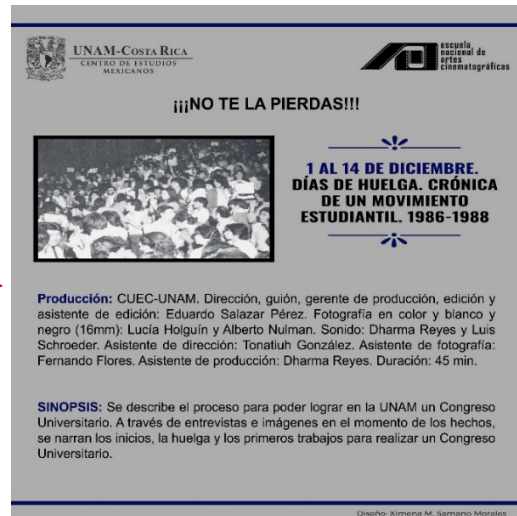 UNAM-COSTA RICA
CENTRO DE ESTUDIOS
MEXICANOS
escuela
nacional de
artes
cinematográficas
¡¡¡NO TE LA PIERDAS!!!
1 AL 14 DE DICIEMBRE.
DÍAS DE HUELGA. CRÓNICA
DE UN MOVIMIENTO
ESTUDIANTIL. 1986-1988
Producción: CUEC-UNAM. Dirección, guión, gerente de producción, edición y
asistente de edición: Eduardo Salazar Pérez. Fotografía en color y blanco y
negro (16mm): Lucía Holguín y Alberto Nulman. Sonido: Dharma Reyes y Luis
Schroeder. Asistente de dirección: Tonatiuh González. Asistente de fotografía:
Fernando Flores. Asistente de producción: Dharma Reyes. Duración: 45 min.
SINOPSIS: Se describe el proceso para poder lograr en la UNAM un Congreso
Universitario. A través de entrevistas e imágenes en el momento de los hechos,
se narran los inicios, la huelga y los primeros trabajos para realizar un Congreso
Universitario.
Diseño: Ximena M. Samano Morales